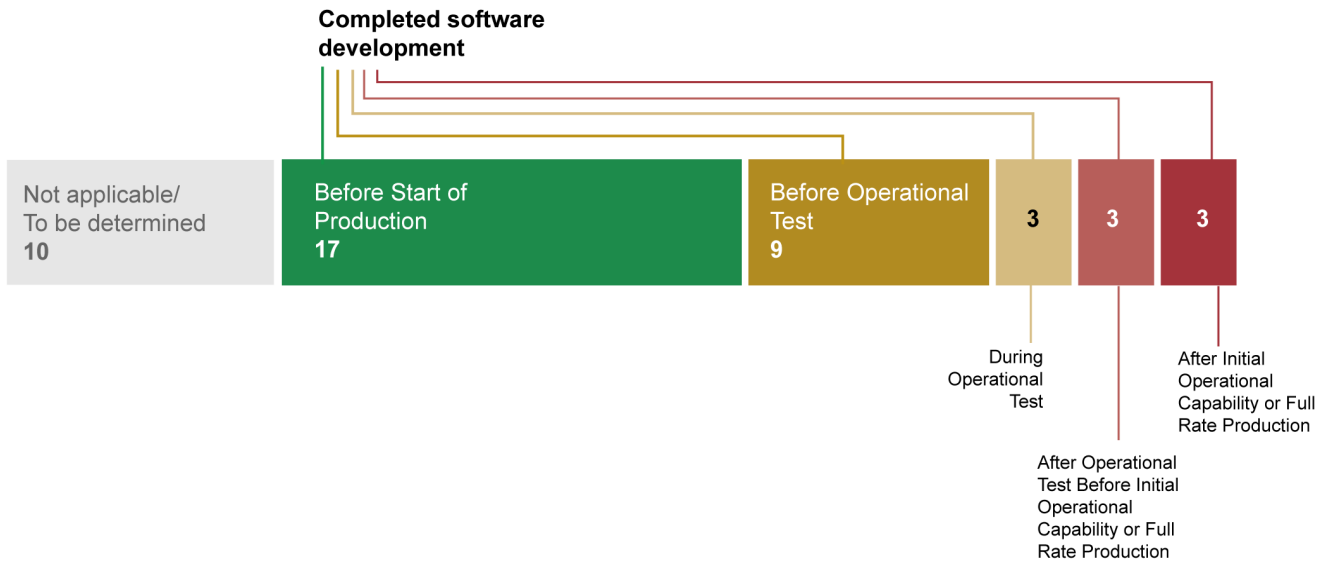 Completed software
development
Not applicable/
To be determined
10
Before Start of
Production
17
Before Operational
Test
9
3
3
3
During
Operational
Test
After Operational
Test Before Initial
Operational
Capability or Full
Rate Production
After Initial
Operational
Capability or Full
Rate Production